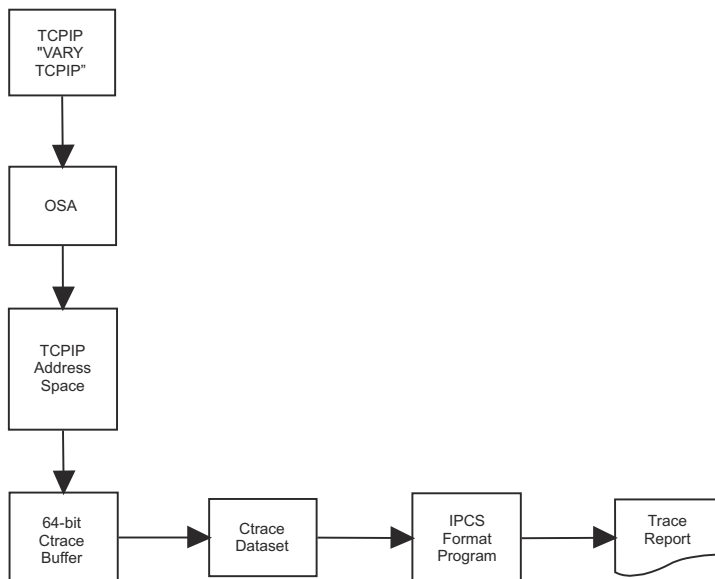 TCPIP
"VARY
TCPIP”
OSA
TCPIP
Address
Space
64-bit
Ctrace
Buffer
Ctrace
Dataset
IPCS
Format
Program
Trace
Report